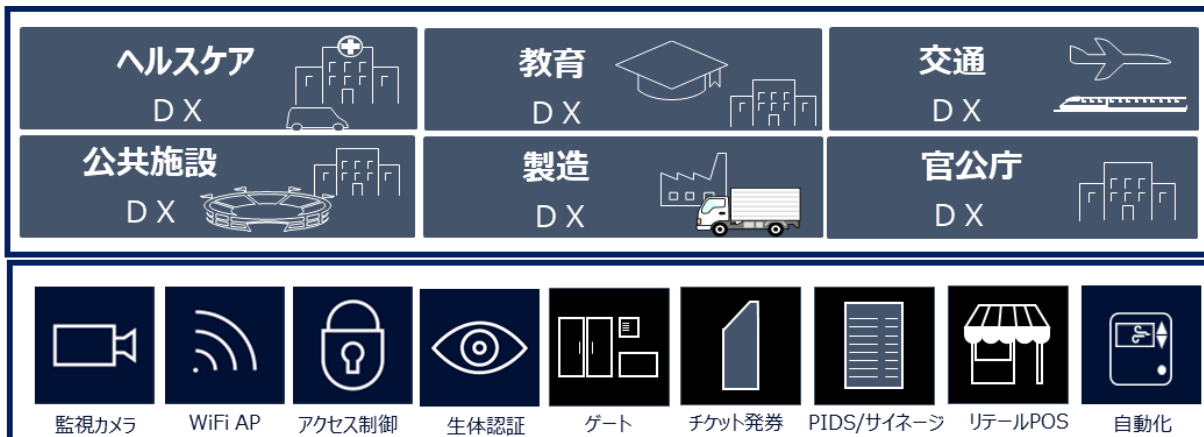 ヘルスケア
DX
教育
DX
交通
DX
公共施設
DX
製造
DX
官公庁
DX
監視カメラ
WiFi AP
アクセス制御
生体認証
ゲート
チケット発券
PIDS/サイネージ
リテールPOS
自動化